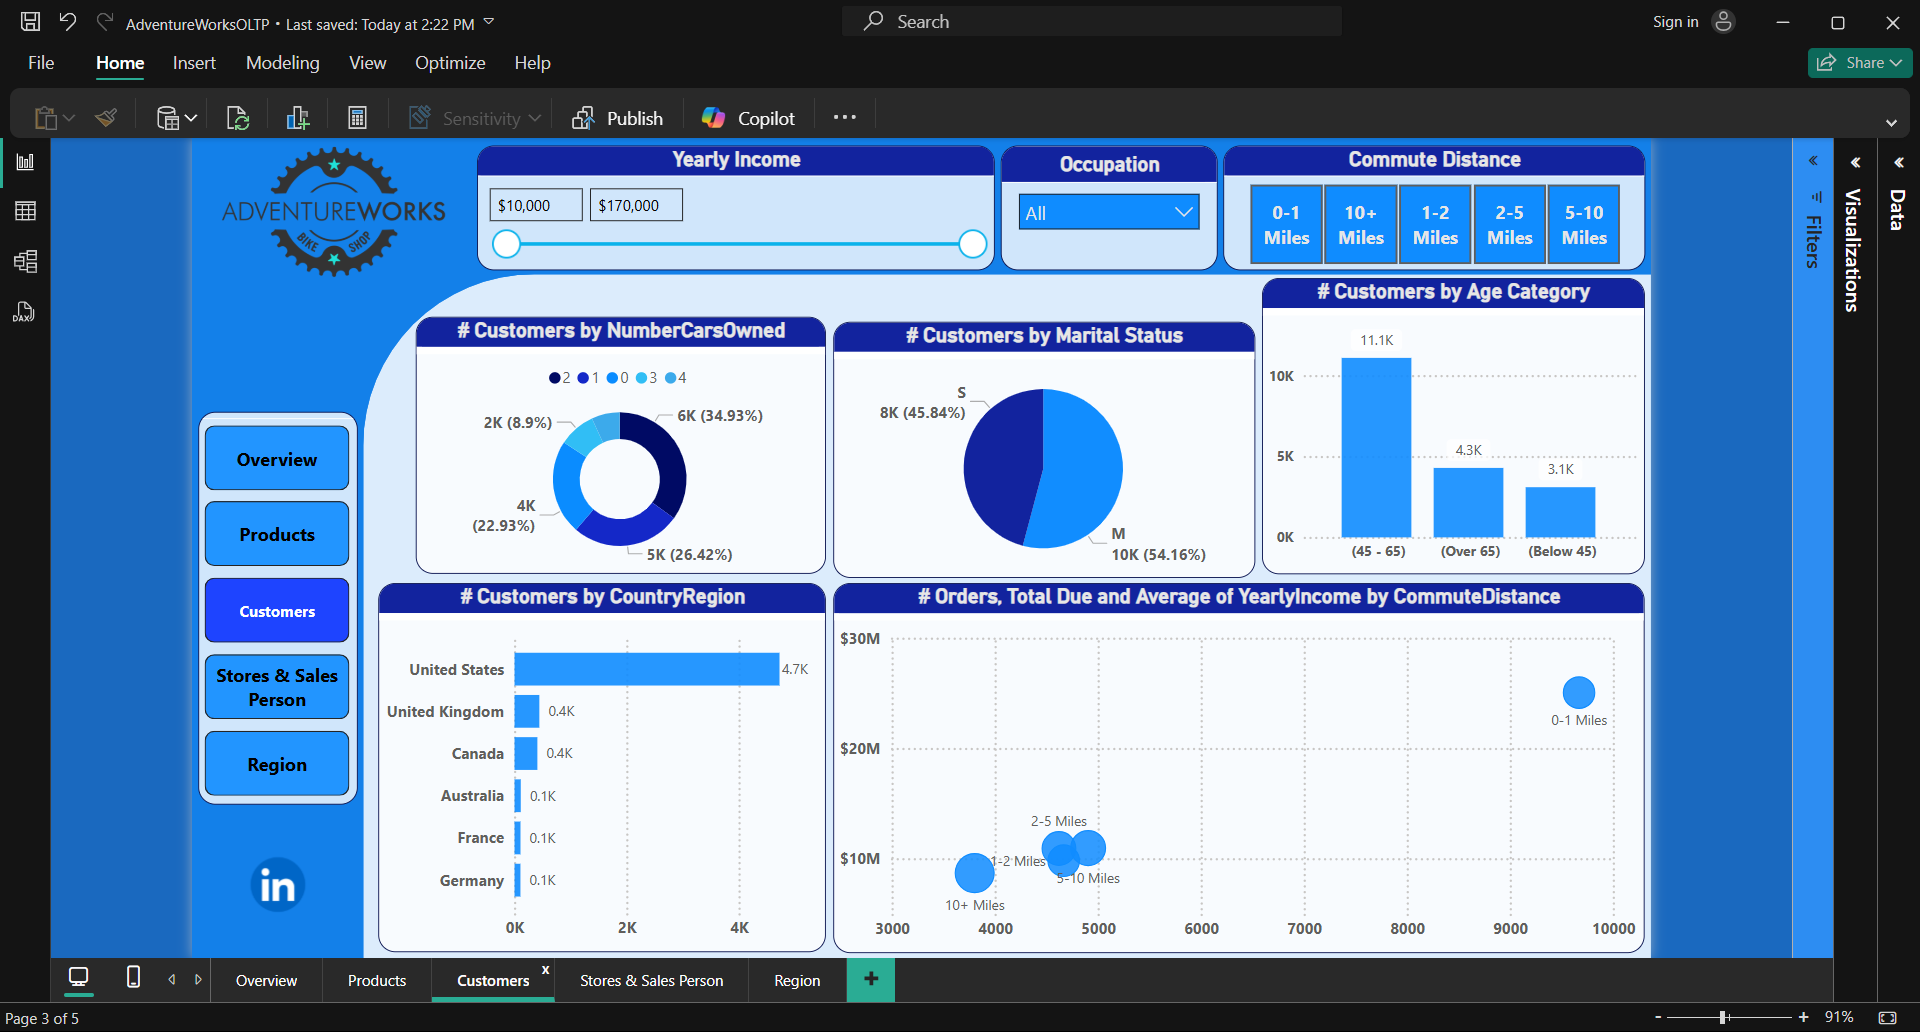 AdventureWorksOLTP • Last saved: Today at 2:22 PM
Search
Sign in
File
Home
Insert
Modeling
View
Optimize
Help
Share
Sensitivity
Publish
Copilot
DAX
ADVENTUREWORKS
BIKE SHOP
Yearly Income
$10,000
$170,000
Occupation
All
Commute Distance
0-1
Miles
10+
Miles
1-2
Miles
2-5
Miles
5-10
Miles
Filters
Visualizations
Data
# Customers by NumberCarsOwned
2 1 0 3 4
2K (8.9%)
6K (34.93%)
4K
(22.93%)
5K (26.42%)
# Customers by Marital Status
S
8K (45.84%)
M
10K (54.16%)
# Customers by Age Category
11.1K
10K
4.3K
5K
3.1K
0K
(45 - 65)
(Over 65)
(Below 45)
Overview
Products
Customers
Stores & Sales
Person
Region
in
# Customers by CountryRegion
United States
4.7K
United Kingdom
0.4K
Canada
0.4K
Australia
0.1K
France
0.1K
Germany
0.1K
0K
2K
4K
# Orders, Total Due and Average of YearlyIncome by CommuteDistance
$30M
0-1 Miles
$20M
2-5 Miles
$10M
1-2 Miles
5-10 Miles
10+ Miles
3000
4000
5000
6000
7000
8000
9000
10000
Overview
Products
Customers
x
Stores & Sales Person
Region
+
Page 3 of 5
- + 91%